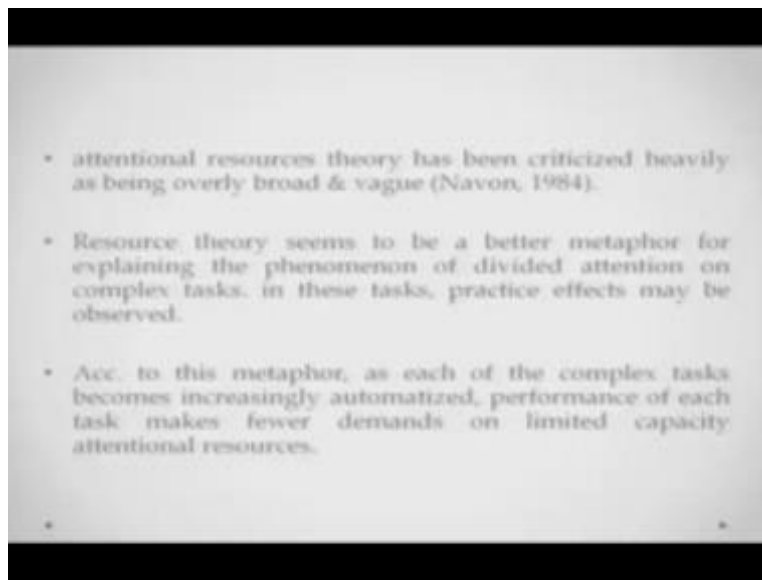 • attentional resources theory has been criticized heavily
as being overly broad & vague (Navon, 1984).
• Resource theory seems to be a better metaphor for
explaining the phenomenon of divided attention on
complex tasks. in these tasks, practice effects may be
observed.
• Acc. to this metaphor, as each of the complex tasks
becomes increasingly automatized, performance of each
task makes fewer demands on limited capacity
attentional resources.